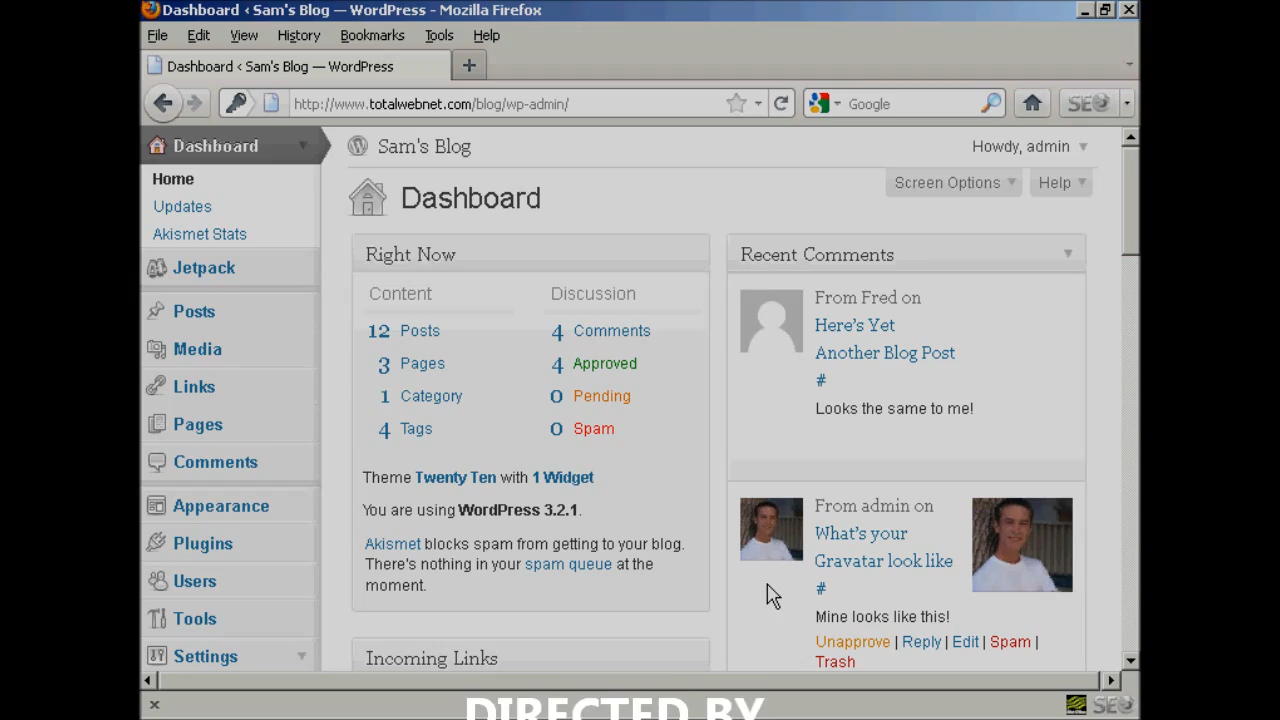 Dashboard ‹ Sam's Blog — WordPress - Mozilla Firefox
File Edit View History Bookmarks Tools Help
Dashboard ‹ Sam's Blog — WordPress
http://www.totalwebnet.com/blog/wp-admin/
Google
SEO
Dashboard
Home
Updates
Akismet Stats
Jetpack
Posts
Media
Links
Pages
Comments
Appearance
Plugins
Users
Tools
Settings
Sam's Blog
Howdy, admin
Screen Options
Help
Dashboard
Right Now
Content
Discussion
12 Posts
4 Comments
3 Pages
4 Approved
1 Category
0 Pending
4 Tags
0 Spam
Theme Twenty Ten with 1 Widget
You are using WordPress 3.2.1.
Akismet blocks spam from getting to your blog.
There's nothing in your spam queue at the
moment.
Incoming Links
Recent Comments
From Fred on
Here's Yet
Another Blog Post
#
Looks the same to me!
From admin on
What's your
Gravatar look like
#
Mine looks like this!
Unapprove | Reply | Edit | Spam |
Trash
SEO
DIRECTED BY